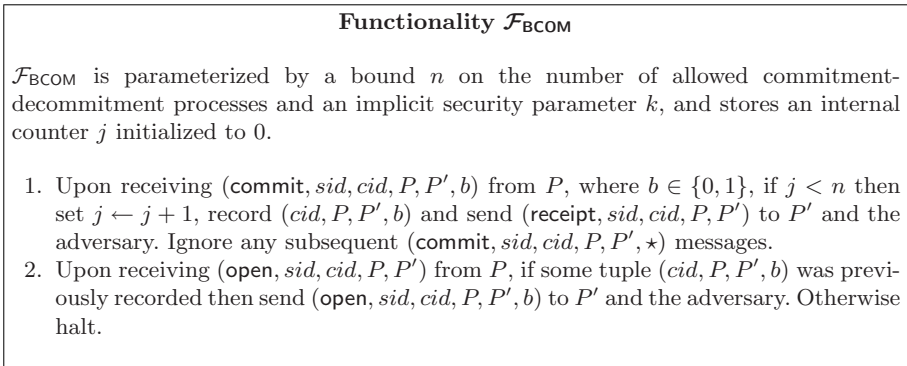 Functionality 𝓕BCOM
𝓕BCOM is parameterized by a bound n on the number of allowed commitment-
decommitment processes and an implicit security parameter k, and stores an internal
counter j initialized to 0.
1. Upon receiving (commit, sid, cid, P, P′, b) from P, where b ∈ {0, 1}, if j < n then
set j ← j + 1, record (cid, P, P′, b) and send (receipt, sid, cid, P, P′) to P′ and the
adversary. Ignore any subsequent (commit, sid, cid, P, P′, ⋆) messages.
2. Upon receiving (open, sid, cid, P, P′) from P, if some tuple (cid, P, P′, b) was previ-
ously recorded then send (open, sid, cid, P, P′, b) to P′ and the adversary. Otherwise
halt.